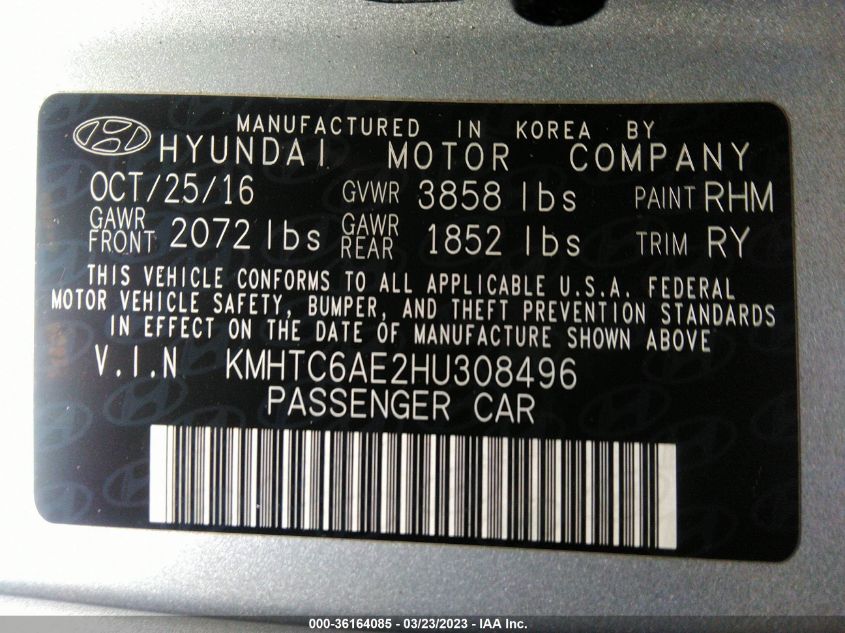 MANUFACTURED IN KOREA BY
HYUNDAI MOTOR COMPANY
OCT/25/16 GVWR 3858 lbs PAINT RHM
GAWR FRONT 2072 lbs GAWR REAR 1852 lbs TRIM RY
THIS VEHICLE CONFORMS TO ALL APPLICABLE U.S.A. FEDERAL
MOTOR VEHICLE SAFETY, BUMPER, AND THEFT PREVENTION STANDARDS
IN EFFECT ON THE DATE OF MANUFACTURE SHOWN ABOVE
V.I.N KMHTC6AE2HU308496
PASSENGER CAR
000-36164085 - 03/23/2023 - IAA Inc.